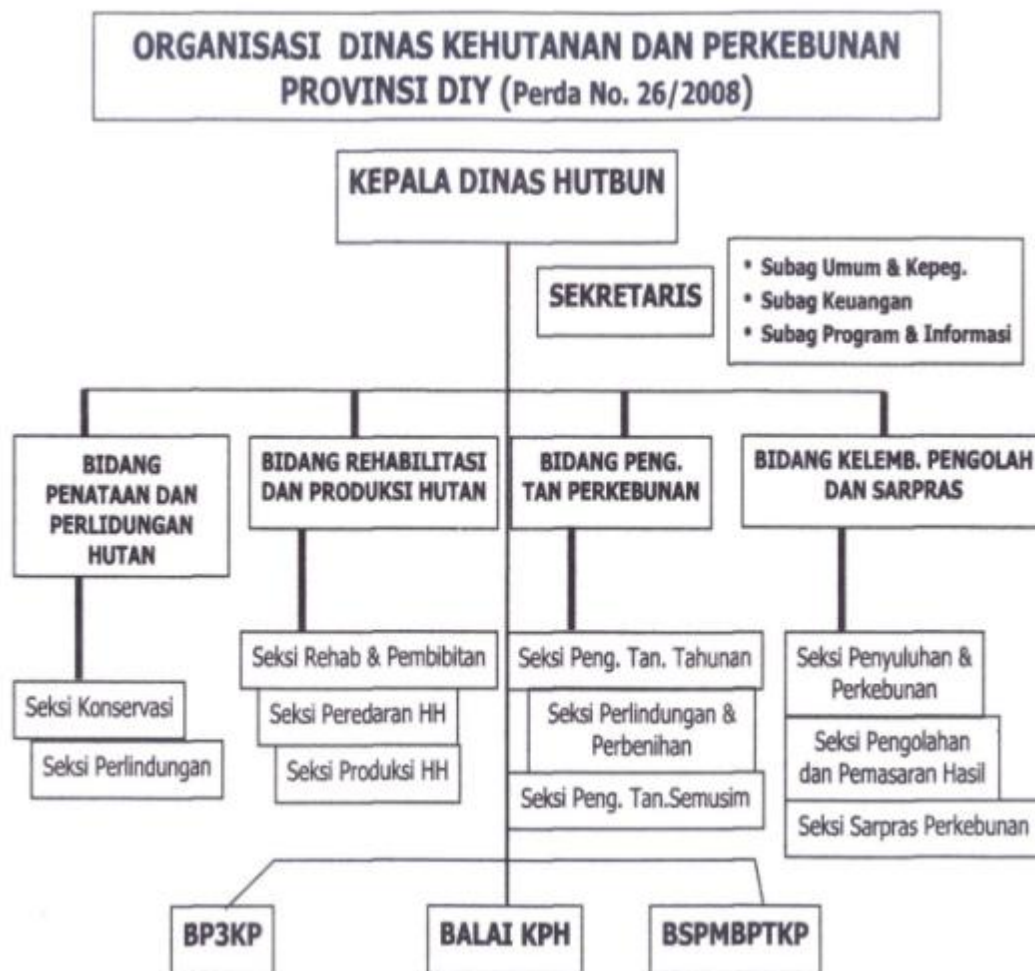 ORGANISASI DINAS KEHUTANAN DAN PERKEBUNAN
PROVINSI DIY (Perda No. 26/2008)
KEPALA DINAS HUTBUN
SEKRETARIS
• Subag Umum & Kepeg.
• Subag Keuangan
• Subag Program & Informasi
BIDANG
PENATAAN DAN
PERLIDUNGAN
HUTAN
BIDANG REHABILITASI
DAN PRODUKSI HUTAN
BIDANG PENG.
TAN PERKEBUNAN
BIDANG KELEMB. PENGOLAH
DAN SARPRAS
Seksi Konservasi
Seksi Perlindungan
Seksi Rehab & Pembibitan
Seksi Peredaran HH
Seksi Produksi HH
Seksi Peng. Tan. Tahunan
Seksi Perlindungan &
Perbenihan
Seksi Peng. Tan.Semusim
Seksi Penyuluhan &
Perkebunan
Seksi Pengolahan
dan Pemasaran Hasil
Seksi Sarpras Perkebunan
BP3KP
BALAI KPH
BSPMBPTKP